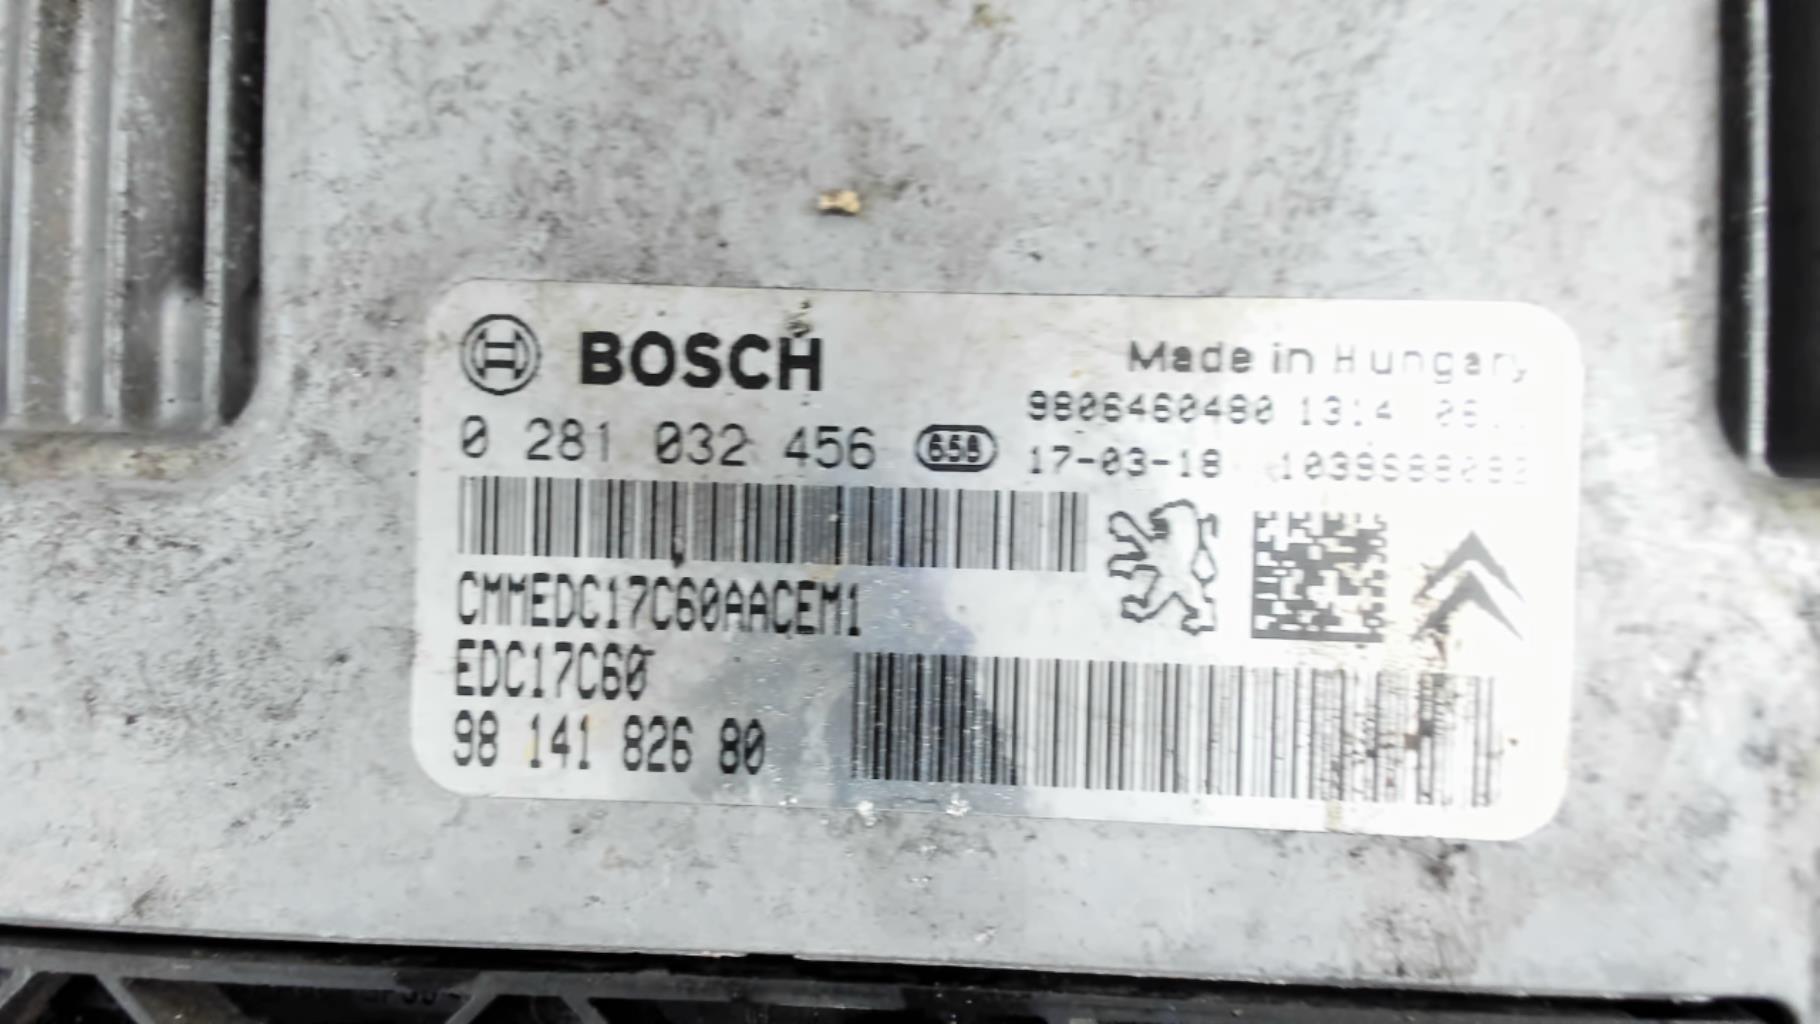 BOSCH
Made in Hungary
9806460480 1314
0 281 032 456 658
17-03-18
CMMEDC17C60AACEM1
EDC17C60
98 141 826 80